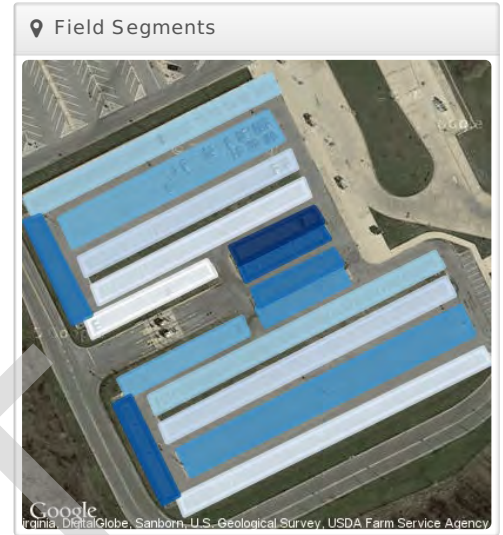 Field Segments
Google
irginia, DigitalGlobe, Sanborn, U.S. Geological Survey, USDA Farm Service Agency